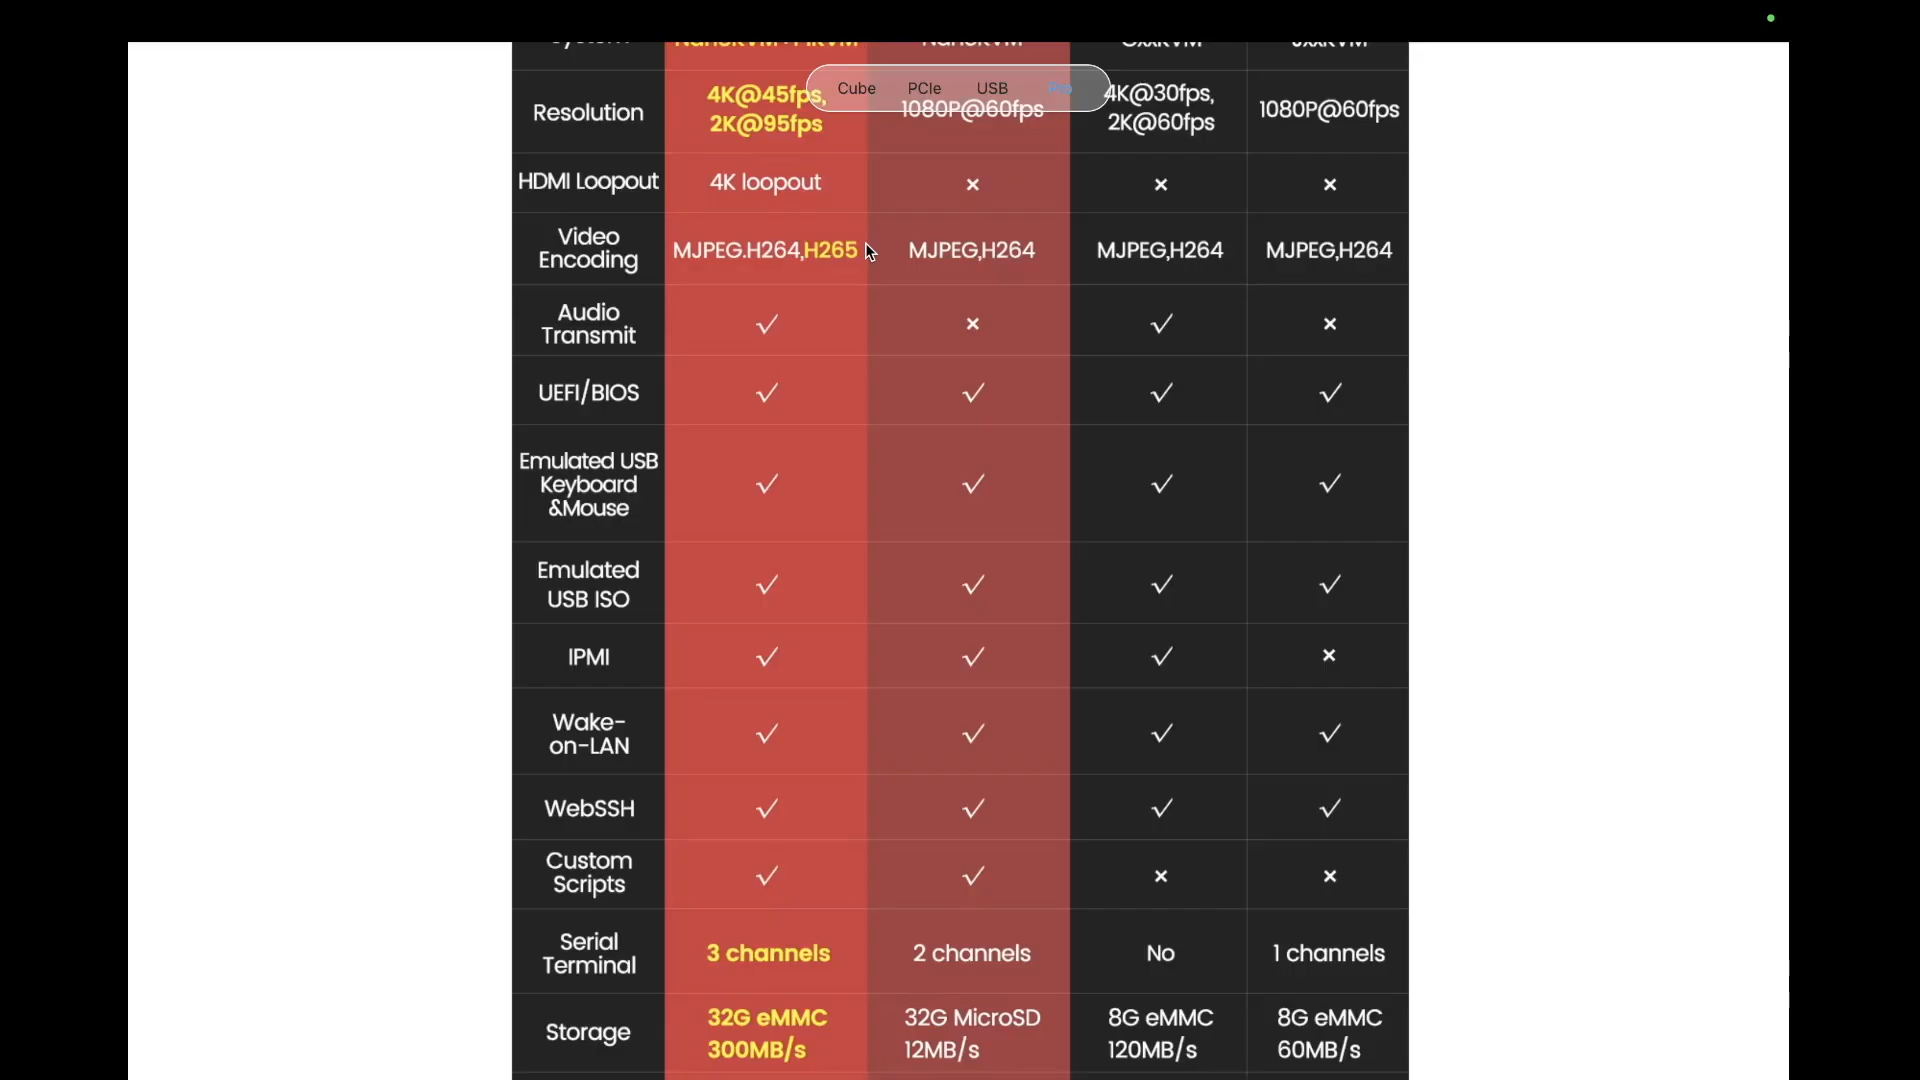 Cube PCIe USB Pro
Resolution
4K@45fps,
2K@95fps
1080P@60fps
4K@30fps,
2K@60fps
1080P@60fps
HDMI Loopout
4K loopout
×
×
×
Video
Encoding
MJPEG.H264,H265
MJPEG,H264
MJPEG,H264
MJPEG,H264
Audio
Transmit
√
×
√
×
UEFI/BIOS
√
√
√
√
Emulated USB
Keyboard
&Mouse
√
√
√
√
Emulated
USB ISO
√
√
√
√
IPMI
√
√
√
×
Wake-
on-LAN
√
√
√
√
WebSSH
√
√
√
√
Custom
Scripts
√
√
×
×
Serial
Terminal
3 channels
2 channels
No
1 channels
Storage
32G eMMC
300MB/s
32G MicroSD
12MB/s
8G eMMC
120MB/s
8G eMMC
60MB/s